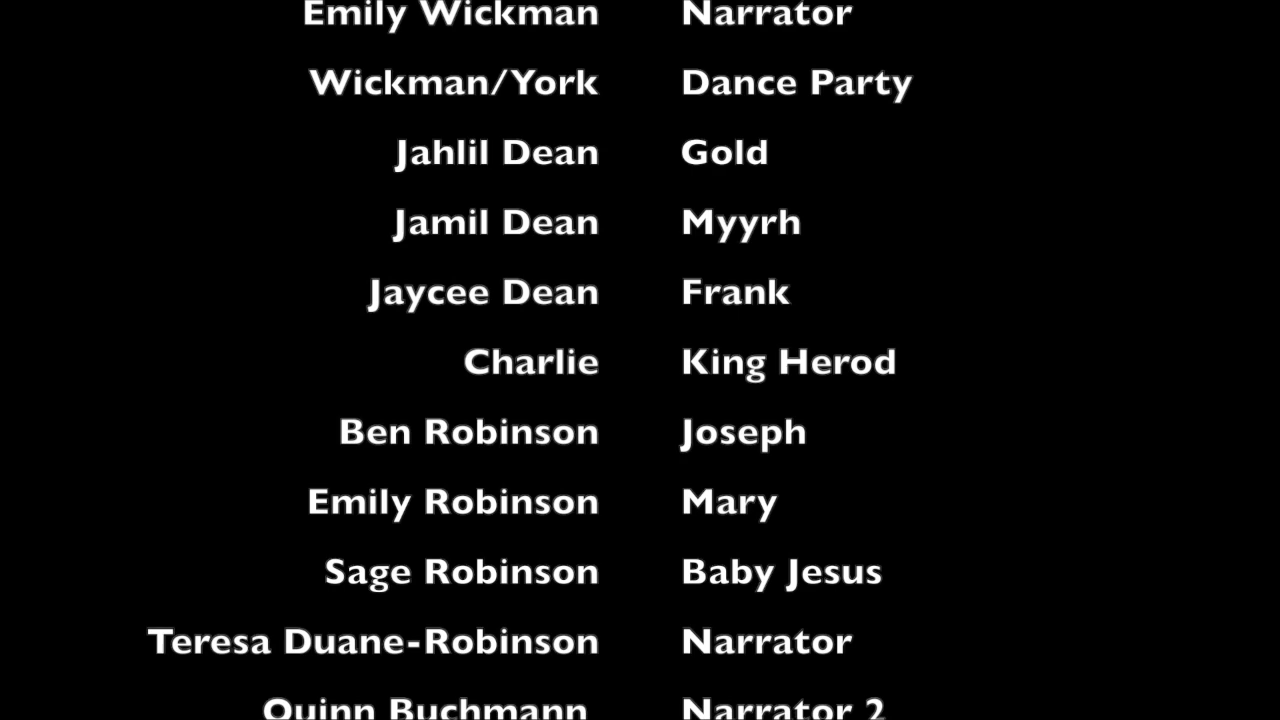 Emily Wickman Narrator
Wickman/York Dance Party
Jahlil Dean Gold
Jamil Dean Myyrh
Jaycee Dean Frank
Charlie King Herod
Ben Robinson Joseph
Emily Robinson Mary
Sage Robinson Baby Jesus
Teresa Duane-Robinson Narrator
Quinn Buchmann Narrator 2